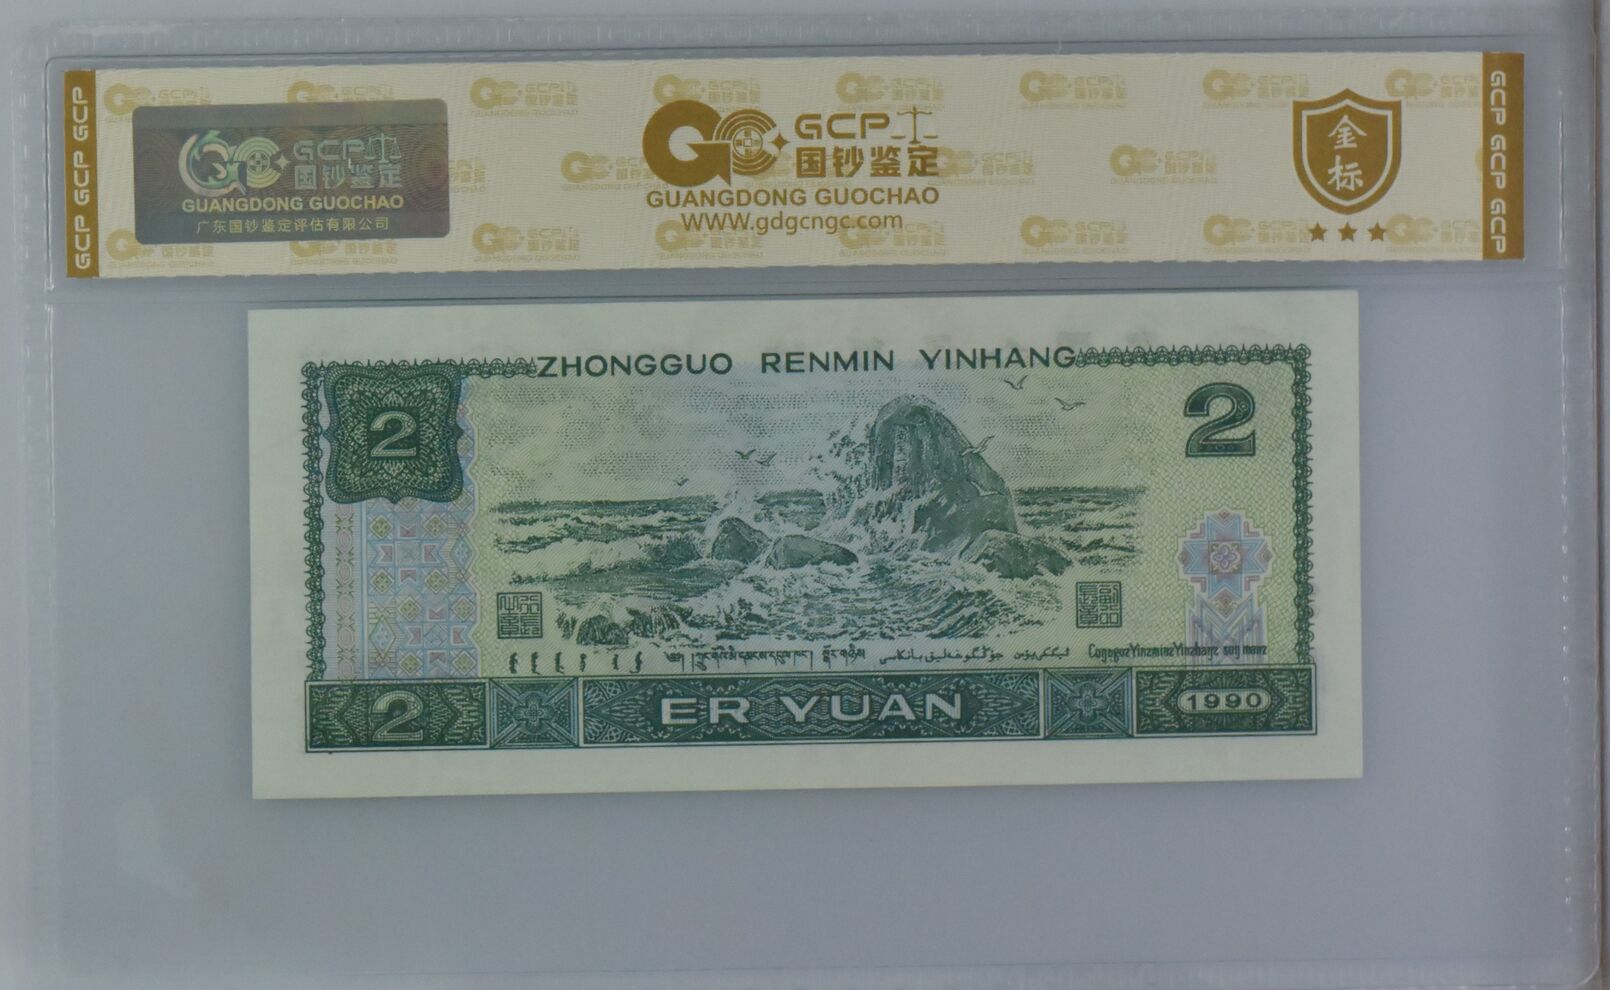 GCP GCP GCP
GCP
国钞鉴定
GUANGDONG GUOCHAO
广东国钞鉴定评估有限公司
GCP
国钞鉴定
GUANGDONG GUOCHAO
WWW.gdgcngc.com
金
标
GCP GCP GCP
ZHONGGUO RENMIN YINHANG
2
2
2
ER YUAN
1990